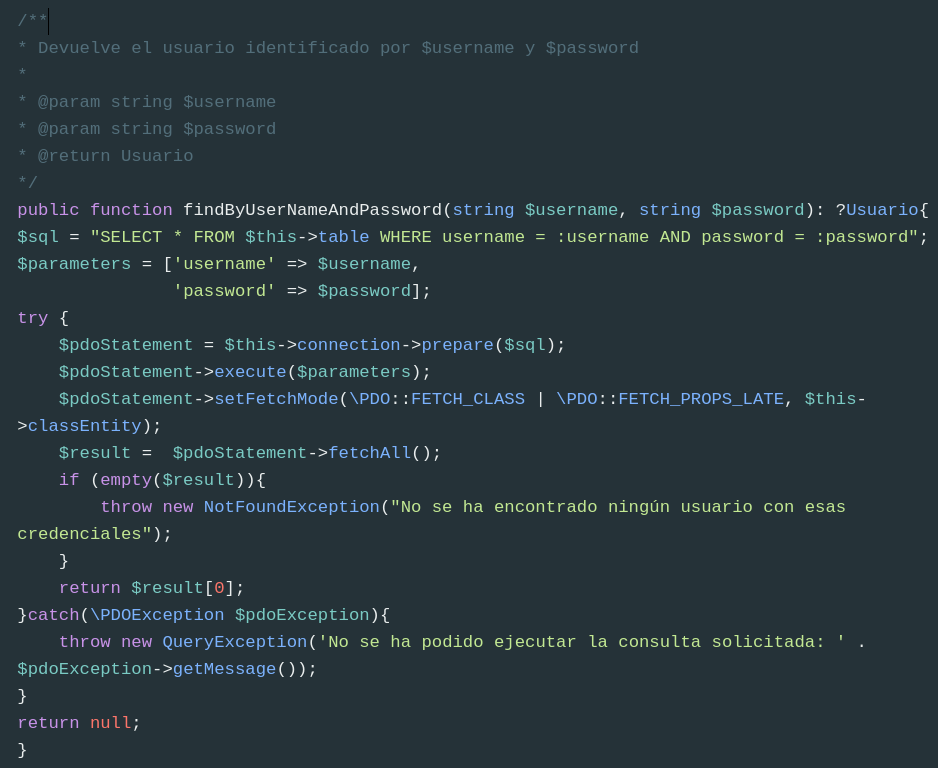 /**
* Devuelve el usuario identificado por $username y $password
*
* @param string $username
* @param string $password
* @return Usuario
*/
public function findByUserNameAndPassword(string $username, string $password): ?Usuario{
$sql = "SELECT * FROM $this->table WHERE username = :username AND password = :password";
$parameters = ['username' => $username,
               'password' => $password];
try {
    $pdoStatement = $this->connection->prepare($sql);
    $pdoStatement->execute($parameters);
    $pdoStatement->setFetchMode(\PDO::FETCH_CLASS | \PDO::FETCH_PROPS_LATE, $this-
>classEntity);
    $result =  $pdoStatement->fetchAll();
    if (empty($result)){
        throw new NotFoundException("No se ha encontrado ningún usuario con esas
credenciales");
    }
    return $result[0];
}catch(\PDOException $pdoException){
    throw new QueryException('No se ha podido ejecutar la consulta solicitada: ' .
$pdoException->getMessage());
}
return null;
}